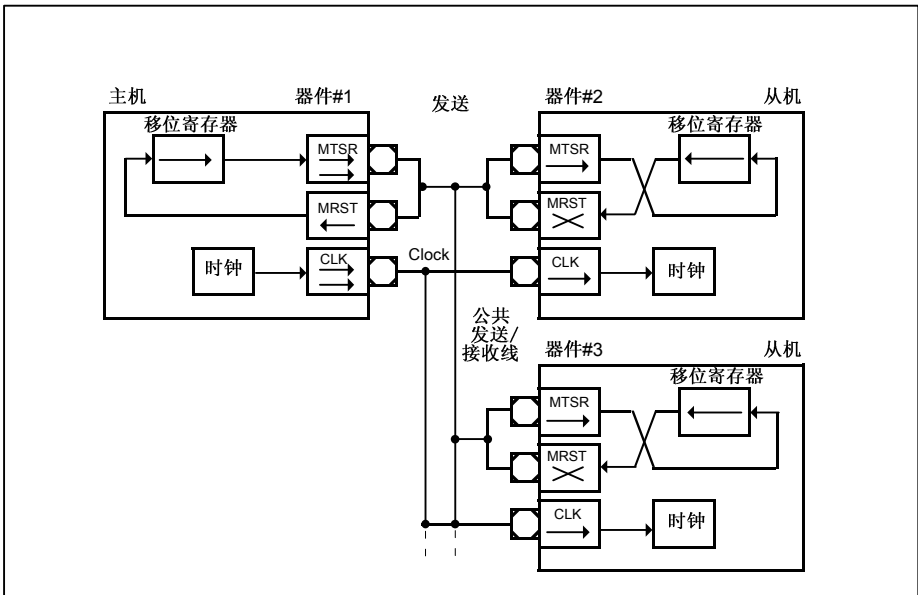 主机
器件#1
移位寄存器
MTSR
MRST
时钟
CLK
发送
Clock
公共
发送/
接收线
器件#2
从机
移位寄存器
MTSR
MRST
CLK
时钟
器件#3
从机
移位寄存器
MTSR
MRST
CLK
时钟